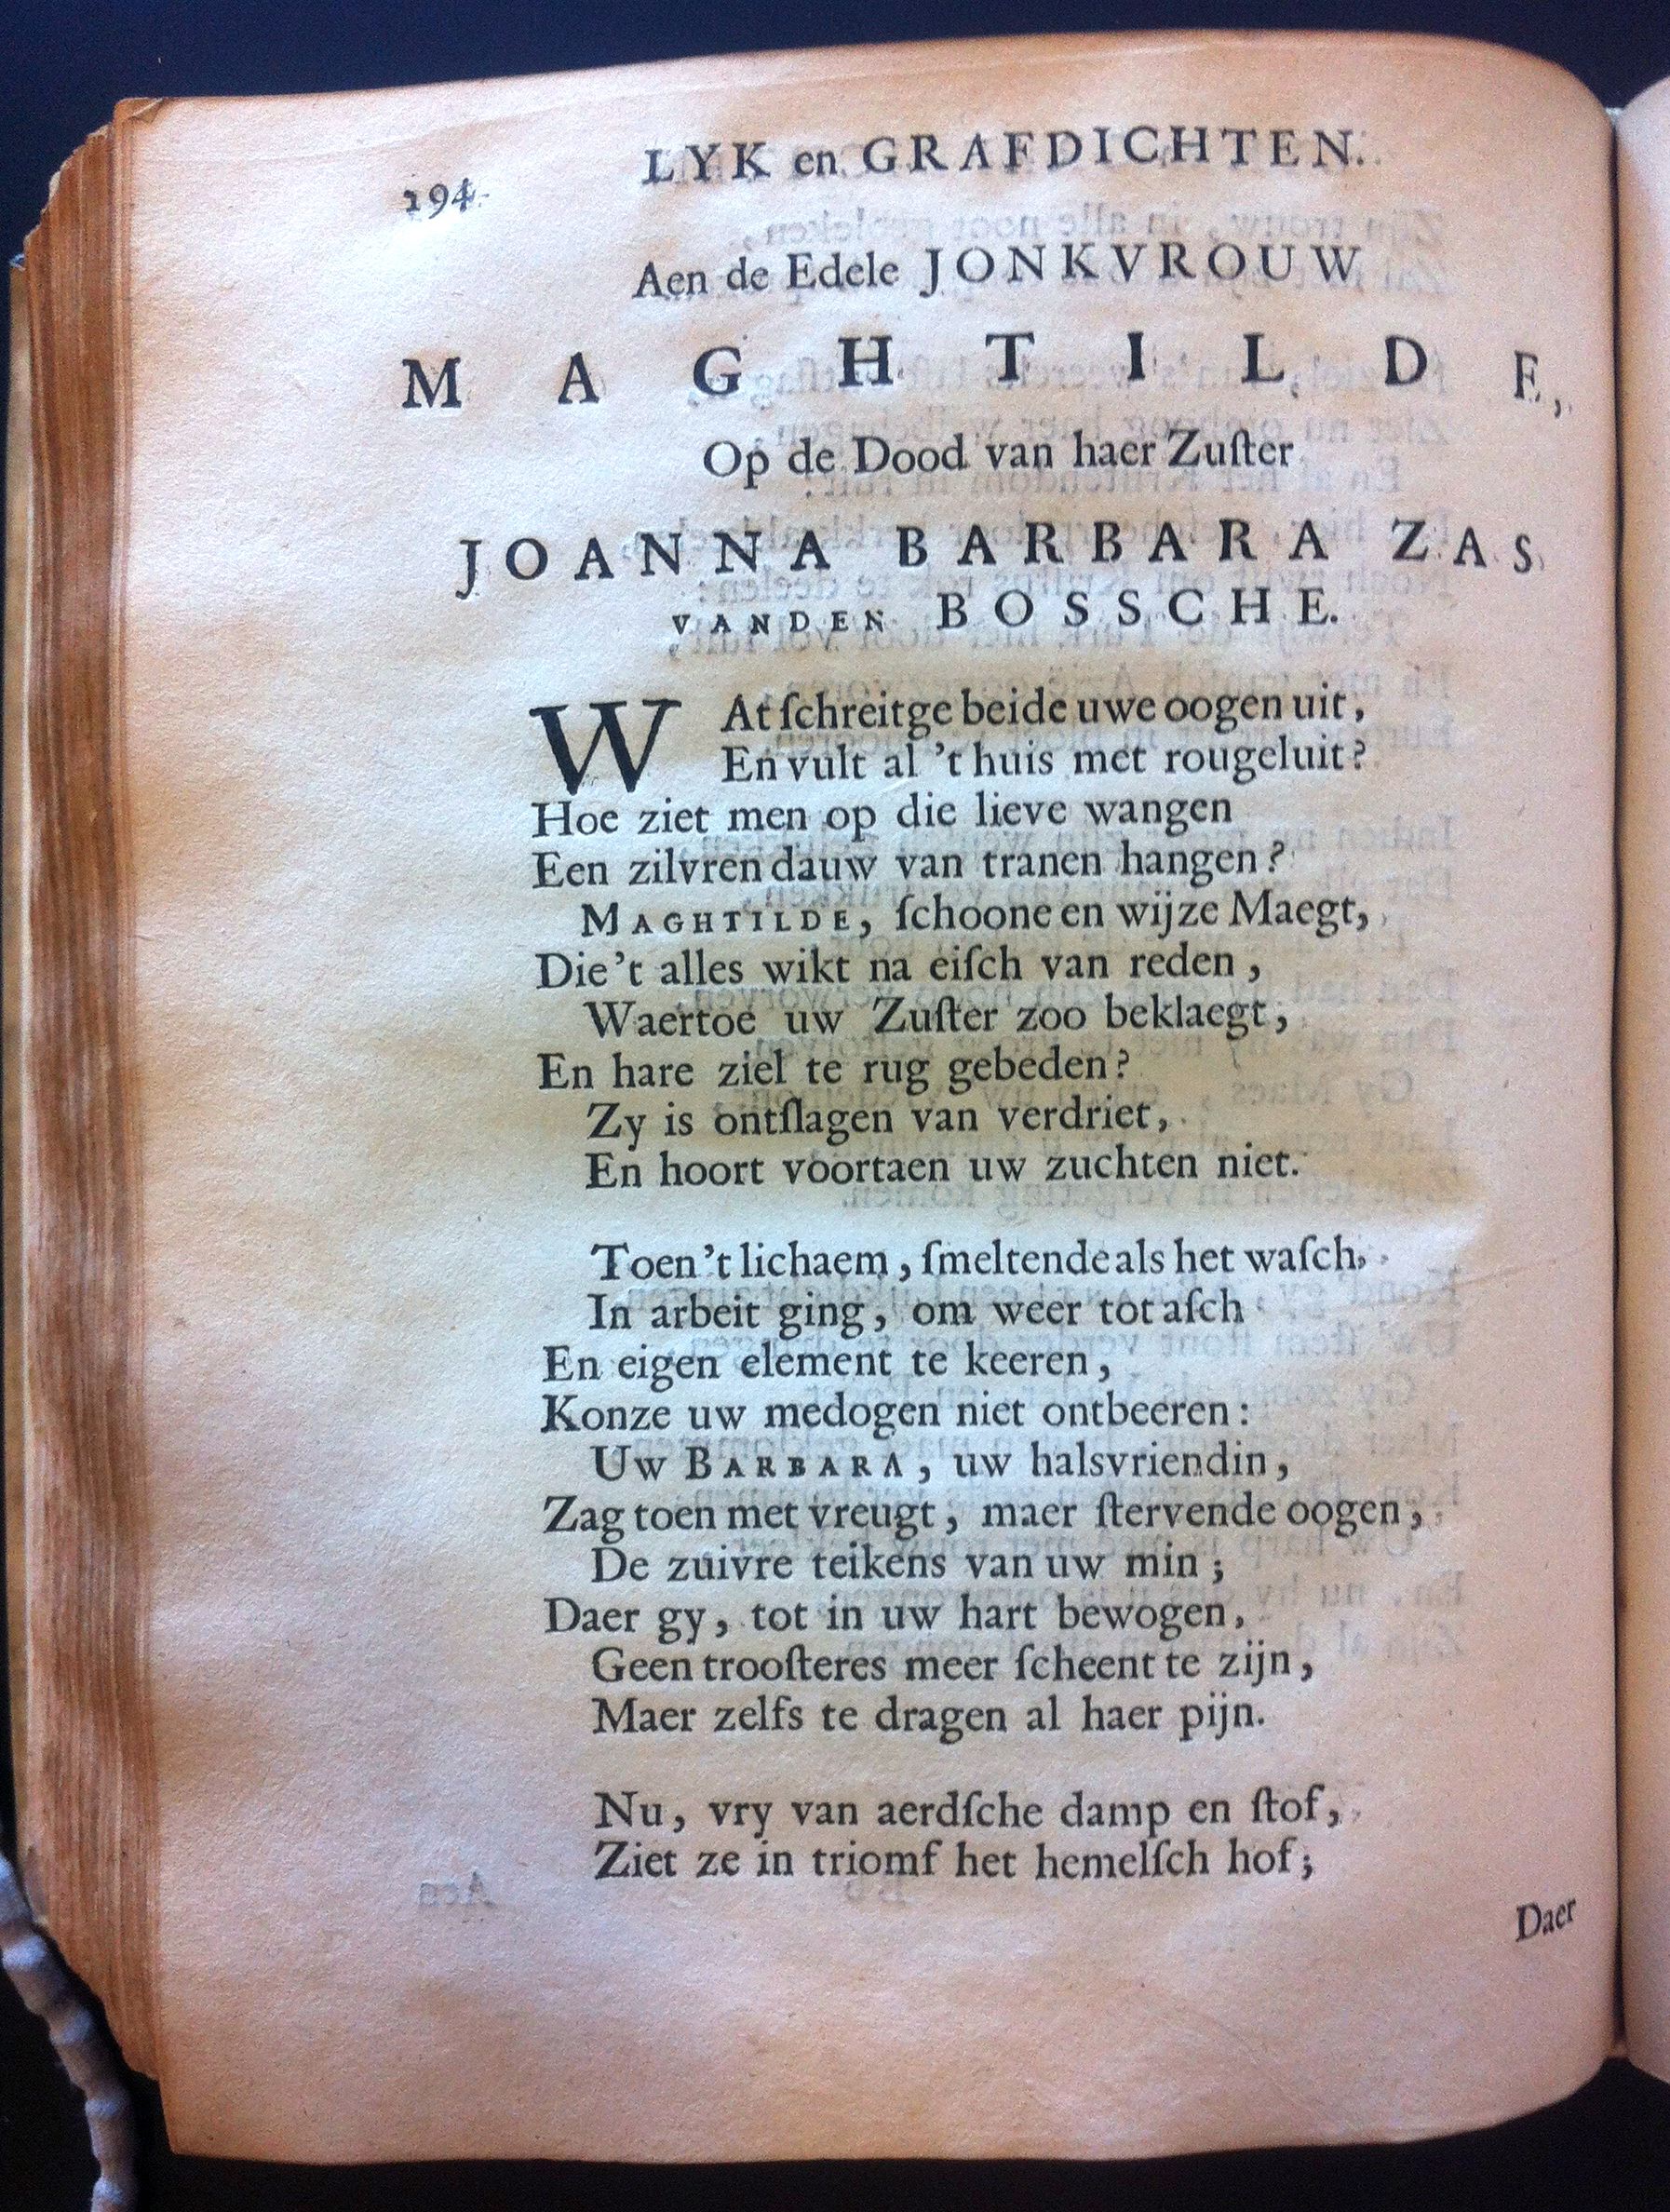 194 LYK en GRAFDICHTEN.
Aen de Edele JONKVROUW
MAGHTILDE,
Op de Dood van haer Zuſter
JOANNA BARBARA ZAS
VANDEN BOSSCHE.
WAt ſchreitge beide uwe oogen uit,
En vult al 't huis met rougeluit?
Hoe ziet men op die lieve wangen
Een zilvren dauw van tranen hangen?
MAGHTILDE, ſchoone en wijze Maegt,
Die 't alles wikt na eiſch van reden,
Waertoe uw Zuſter zoo beklaegt,
En hare ziel te rug gebeden?
Zy is ontſlagen van verdriet,
En hoort voortaen uw zuchten niet.
Toen 't lichaem, ſmeltende als het waſch,
In arbeit ging, om weer tot aſch
En eigen element te keeren,
Konze uw medogen niet ontbeeren:
Uw BARBARA, uw halsvriendin,
Zag toen met vreugt, maer ſtervende oogen,
De zuivre teikens van uw min;
Daer gy, tot in uw hart bewogen,
Geen trooſteres meer ſcheent te zijn,
Maer zelfs te dragen al haer pijn.
Nu, vry van aerdſche damp en ſtof,
Ziet ze in triomf het hemelſch hof;
Daer